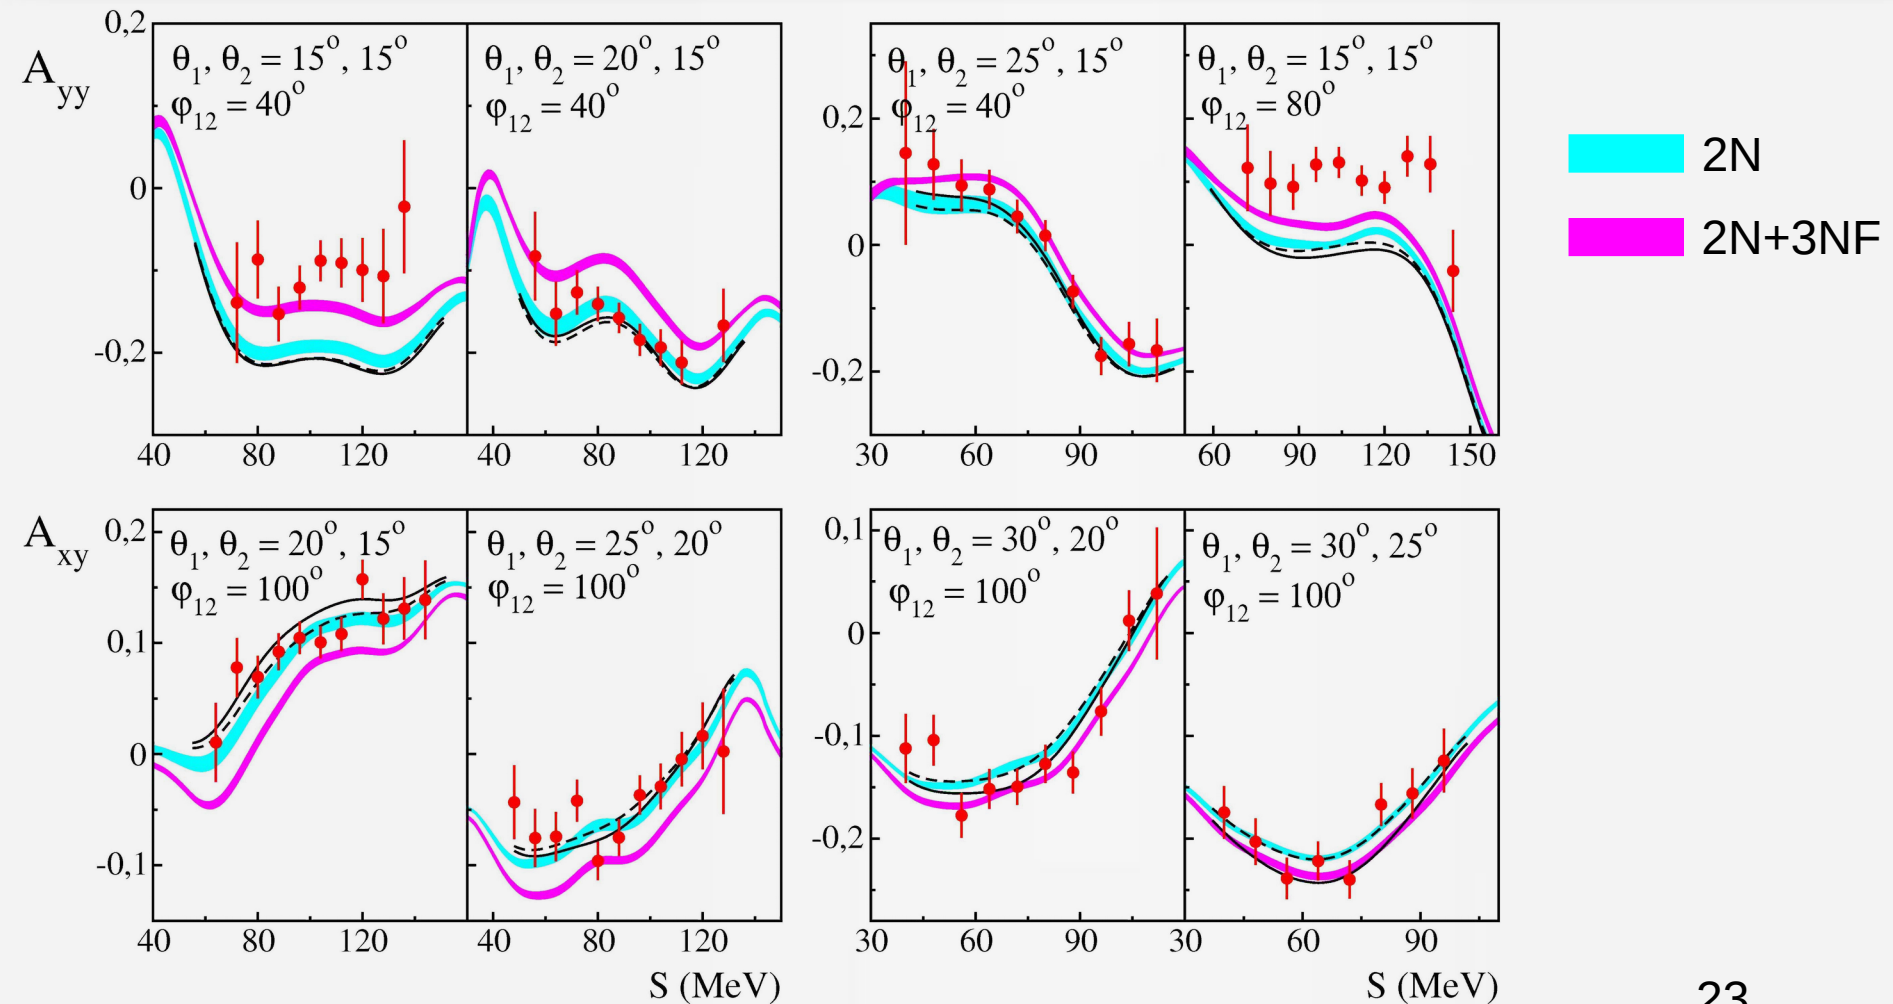 A_yy
0,2
0
-0,2
θ_1, θ_2 = 15°, 15°
φ_12 = 40°
40 80 120
θ_1, θ_2 = 20°, 15°
φ_12 = 40°
40 80 120
0,2
0
-0,2
θ_1, θ_2 = 25°, 15°
φ_12 = 40°
30 60 90
θ_1, θ_2 = 15°, 15°
φ_12 = 80°
60 90 120 150
2N
2N+3NF
A_xy
0,2
0,1
0
-0,1
θ_1, θ_2 = 20°, 15°
φ_12 = 100°
40 80 120
θ_1, θ_2 = 25°, 20°
φ_12 = 100°
40 80 120
S (MeV)
0,1
0
-0,1
-0,2
θ_1, θ_2 = 30°, 20°
φ_12 = 100°
30 60 90
θ_1, θ_2 = 30°, 25°
φ_12 = 100°
30 60 90
S (MeV)
23